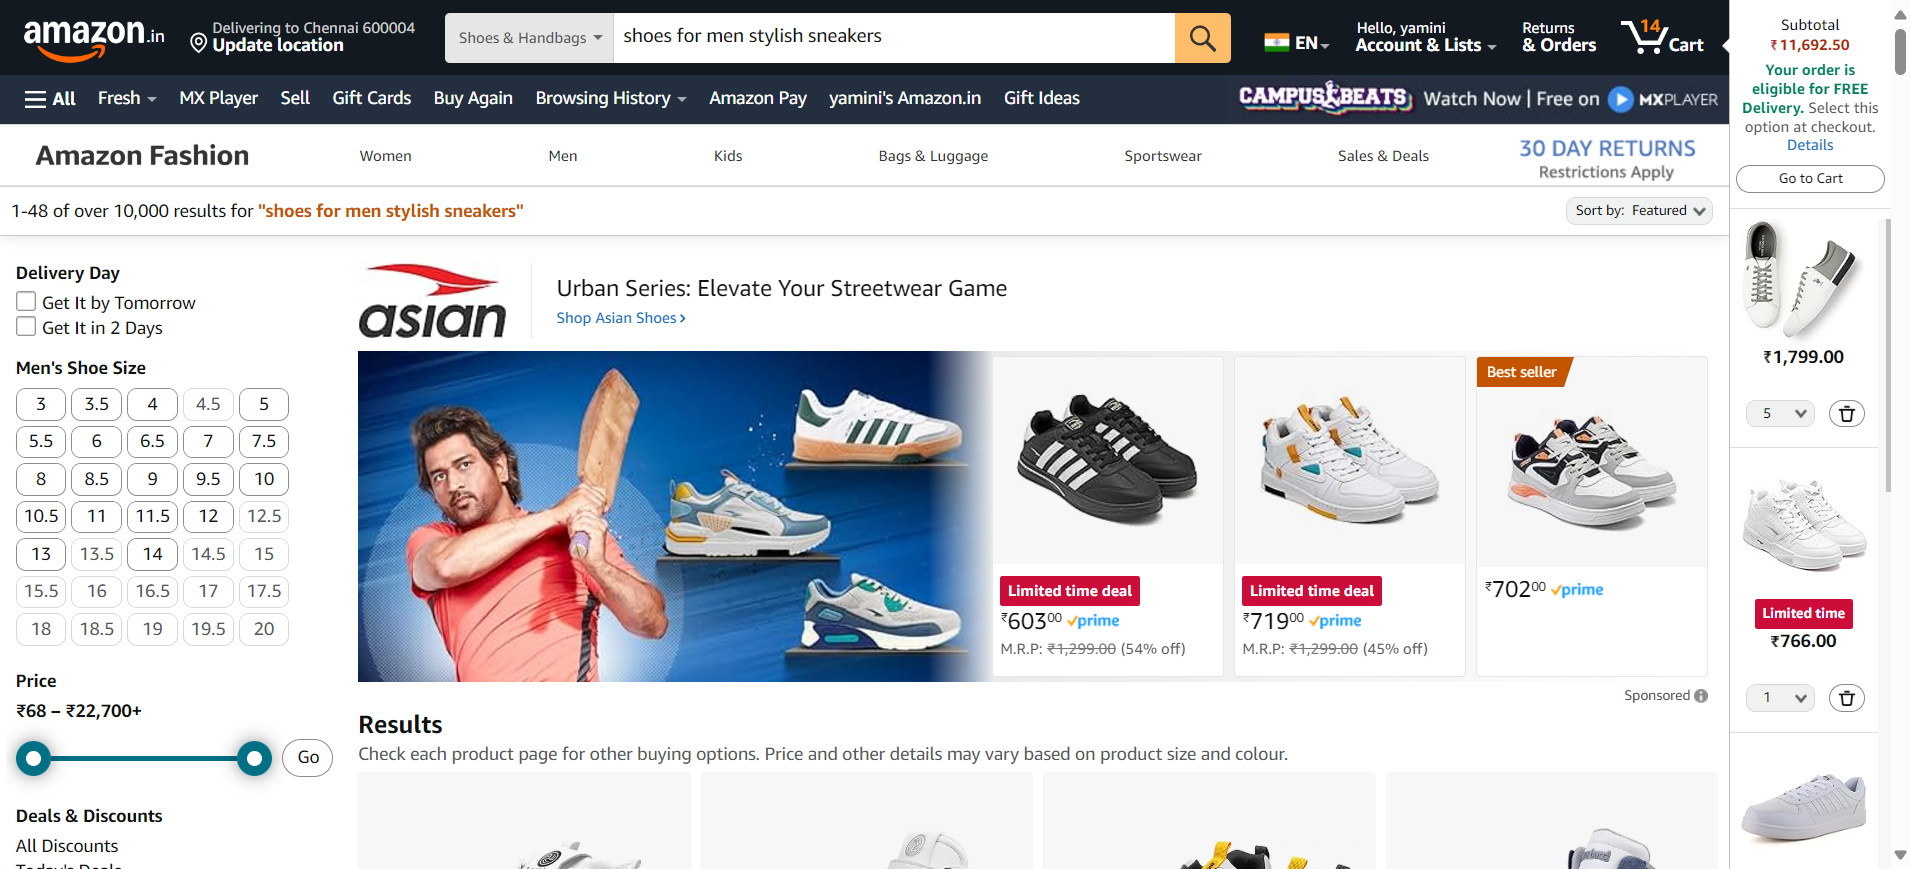 amazon.in
Delivering to Chennai 600004
Update location
Shoes & Handbags
shoes for men stylish sneakers
EN
Hello, yamini
Account & Lists
Returns
& Orders
14
Cart
All
Fresh
MX Player
Sell
Gift Cards
Buy Again
Browsing History
Amazon Pay
yamini's Amazon.in
Gift Ideas
CAMPUS BEATS
Watch Now | Free on MXPLAYER
Amazon Fashion
Women
Men
Kids
Bags & Luggage
Sportswear
Sales & Deals
30 DAY RETURNS
Restrictions Apply
1-48 of over 10,000 results for "shoes for men stylish sneakers"
Sort by: Featured
Delivery Day
Get It by Tomorrow
Get It in 2 Days
Men's Shoe Size
3 3.5 4 4.5 5
5.5 6 6.5 7 7.5
8 8.5 9 9.5 10
10.5 11 11.5 12 12.5
13 13.5 14 14.5 15
15.5 16 16.5 17 17.5
18 18.5 19 19.5 20
Price
₹68 – ₹22,700+
Go
Deals & Discounts
All Discounts
Today's Deals
asian
Urban Series: Elevate Your Streetwear Game
Shop Asian Shoes ›
Limited time deal
₹603.00 prime
M.R.P: ₹1,299.00 (54% off)
Limited time deal
₹719.00 prime
M.R.P: ₹1,299.00 (45% off)
Best seller
₹702.00 prime
Sponsored
Results
Check each product page for other buying options. Price and other details may vary based on product size and colour.
Subtotal
₹11,692.50
Your order is
eligible for FREE
Delivery. Select this
option at checkout.
Details
Go to Cart
₹1,799.00
5
Limited time
₹766.00
1